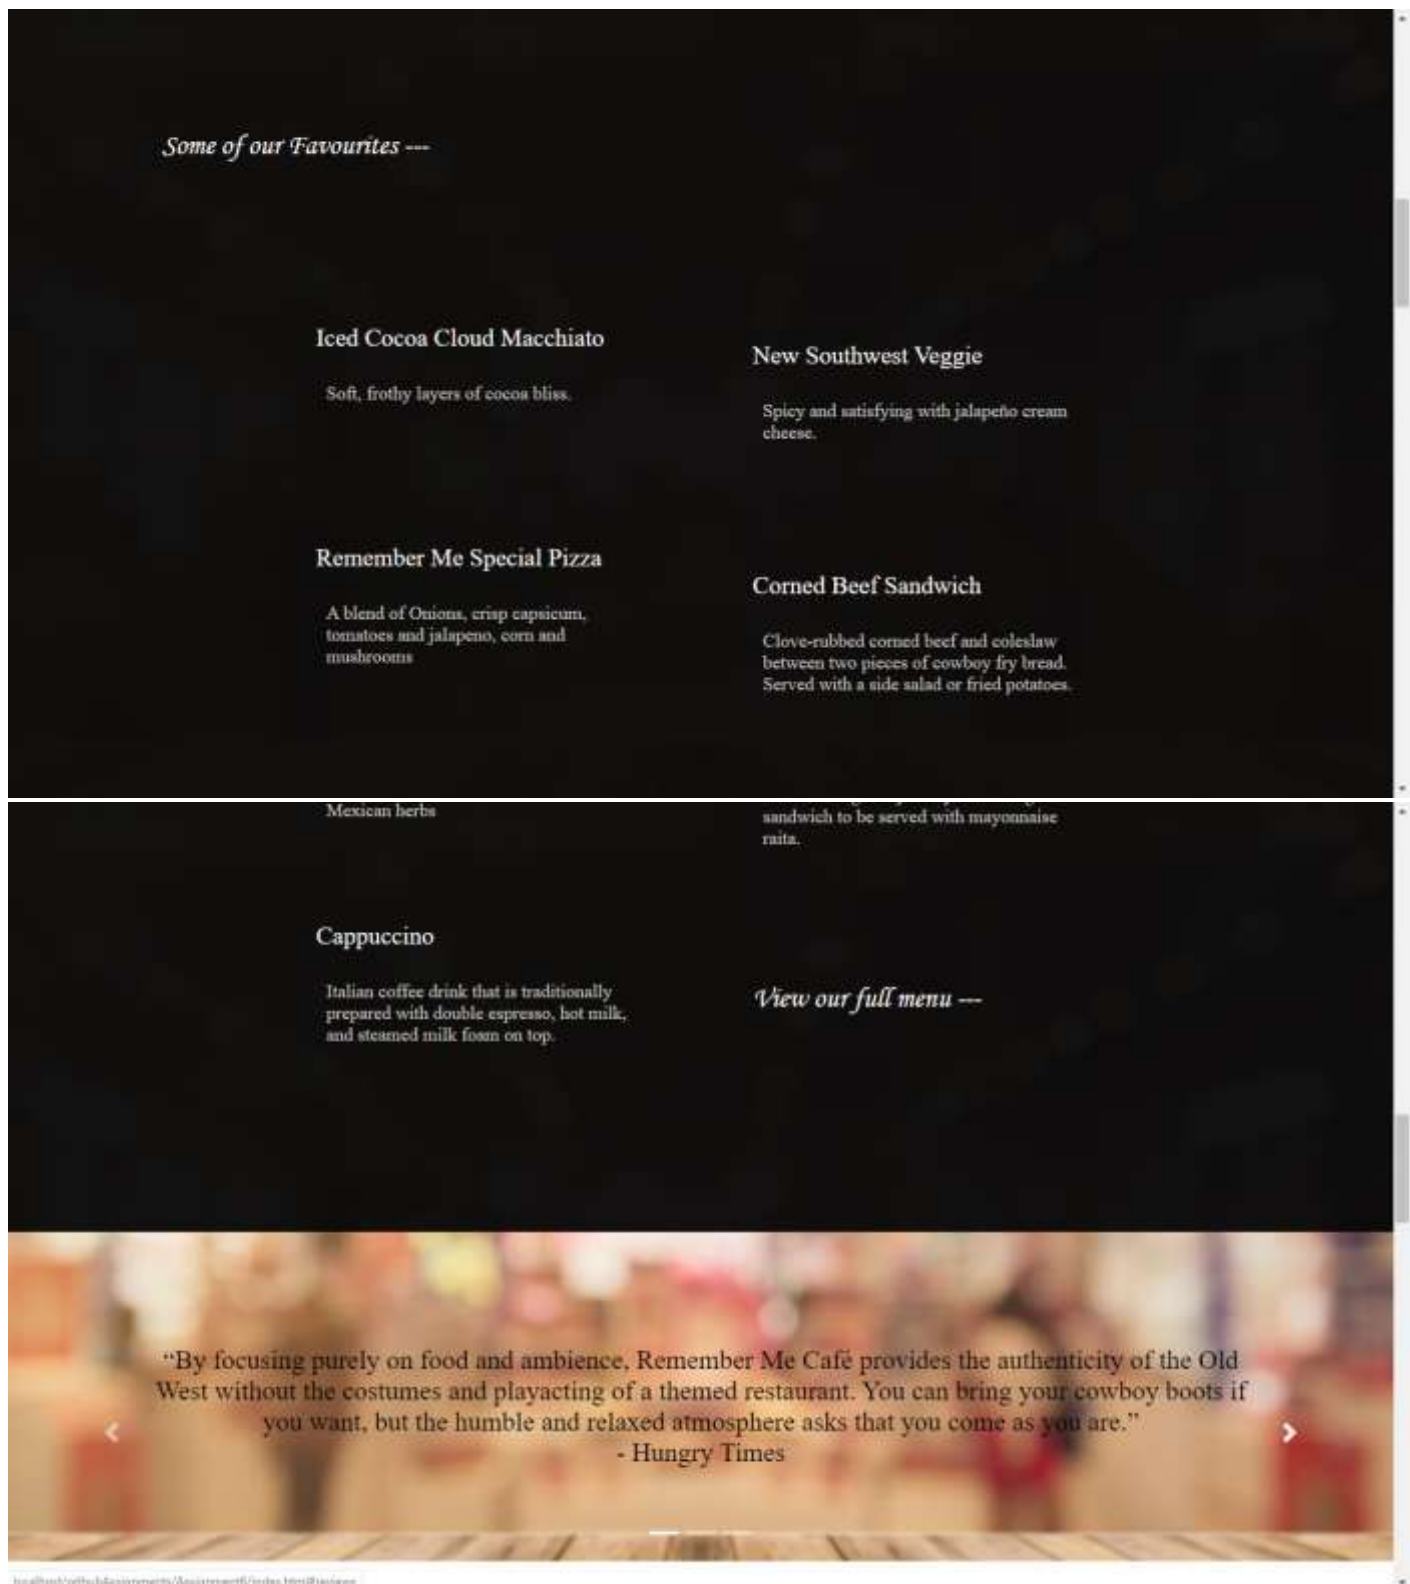 Some of our Favourites ---
Iced Cocoa Cloud Macchiato
Soft, frothy layers of cocoa bliss.
New Southwest Veggie
Spicy and satisfying with jalapeño cream
cheese.
Remember Me Special Pizza
A blend of Onions, crisp capsicum,
tomatoes and jalapeno, corn and
mushrooms
Corned Beef Sandwich
Clove-rubbed corned beef and coleslaw
between two pieces of cowboy fry bread.
Served with a side salad or fried potatoes.
Mexican herbs
sandwich to be served with mayonnaise
raita.
Cappuccino
Italian coffee drink that is traditionally
prepared with double espresso, hot milk,
and steamed milk foam on top.
View our full menu ---
“By focusing purely on food and ambience, Remember Me Café provides the authenticity of the Old
West without the costumes and playacting of a themed restaurant. You can bring your cowboy boots if
you want, but the humble and relaxed atmosphere asks that you come as you are.”
- Hungry Times